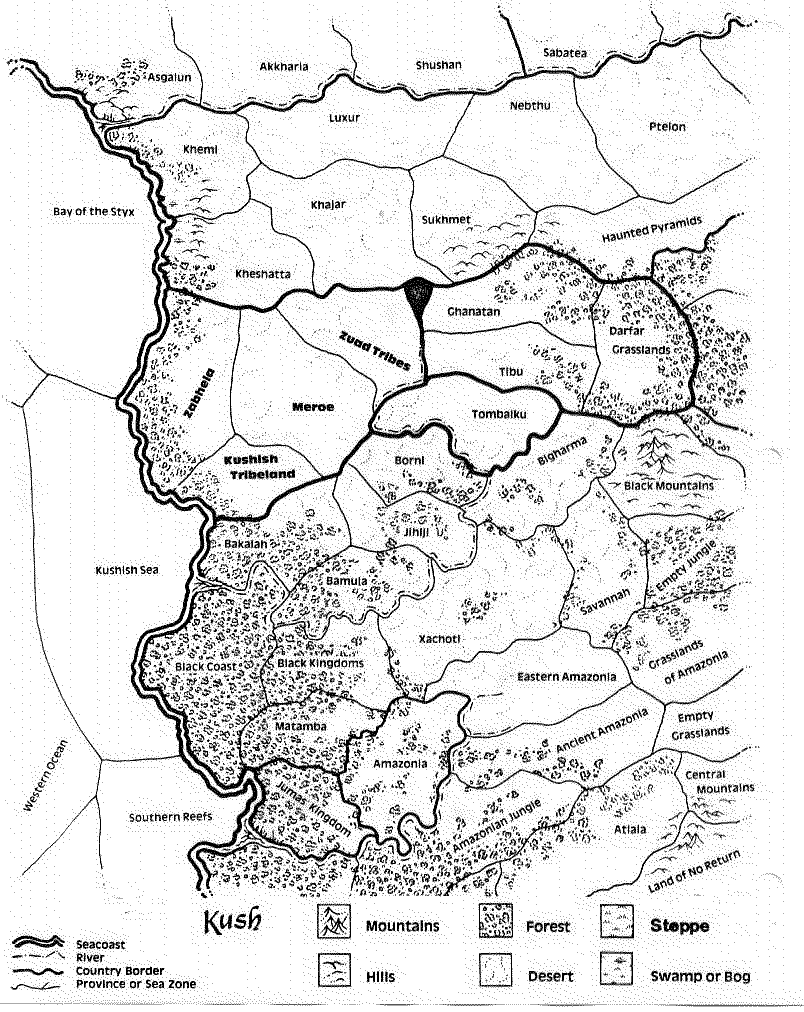 Sabatea
Asgalun
Akkharia
Shushan
Nebthu
Luxur
Ptelon
Khemi
Khajar
Bay of the Styx
Sukhmet
Haunted Pyramids
Kheshatta
Ghanatan
Darfar
Grasslands
Zuad Tribes
Tibu
Zabhela
Meroe
Tombalku
Kushish
Tribeland
Borni
Bigharma
Black Mountains
Jihiji
Bakalah
Kushish Sea
Bamula
Savannah
Empty Jungle
Xachoti
Black Coast
Black Kingdoms
Eastern Amazonia
Grasslands
of Amazonia
Matamba
Ancient Amazonia
Empty
Grasslands
Western Ocean
Amazonia
Central
Mountains
Southern Reefs
Jumas' Kingdom
Amazonian Jungle
Atlaia
Land of No Return
Kush
Mountains
Forest
Steppe
Seacoast
River
Country Border
Province or Sea Zone
Hills
Desert
Swamp or Bog